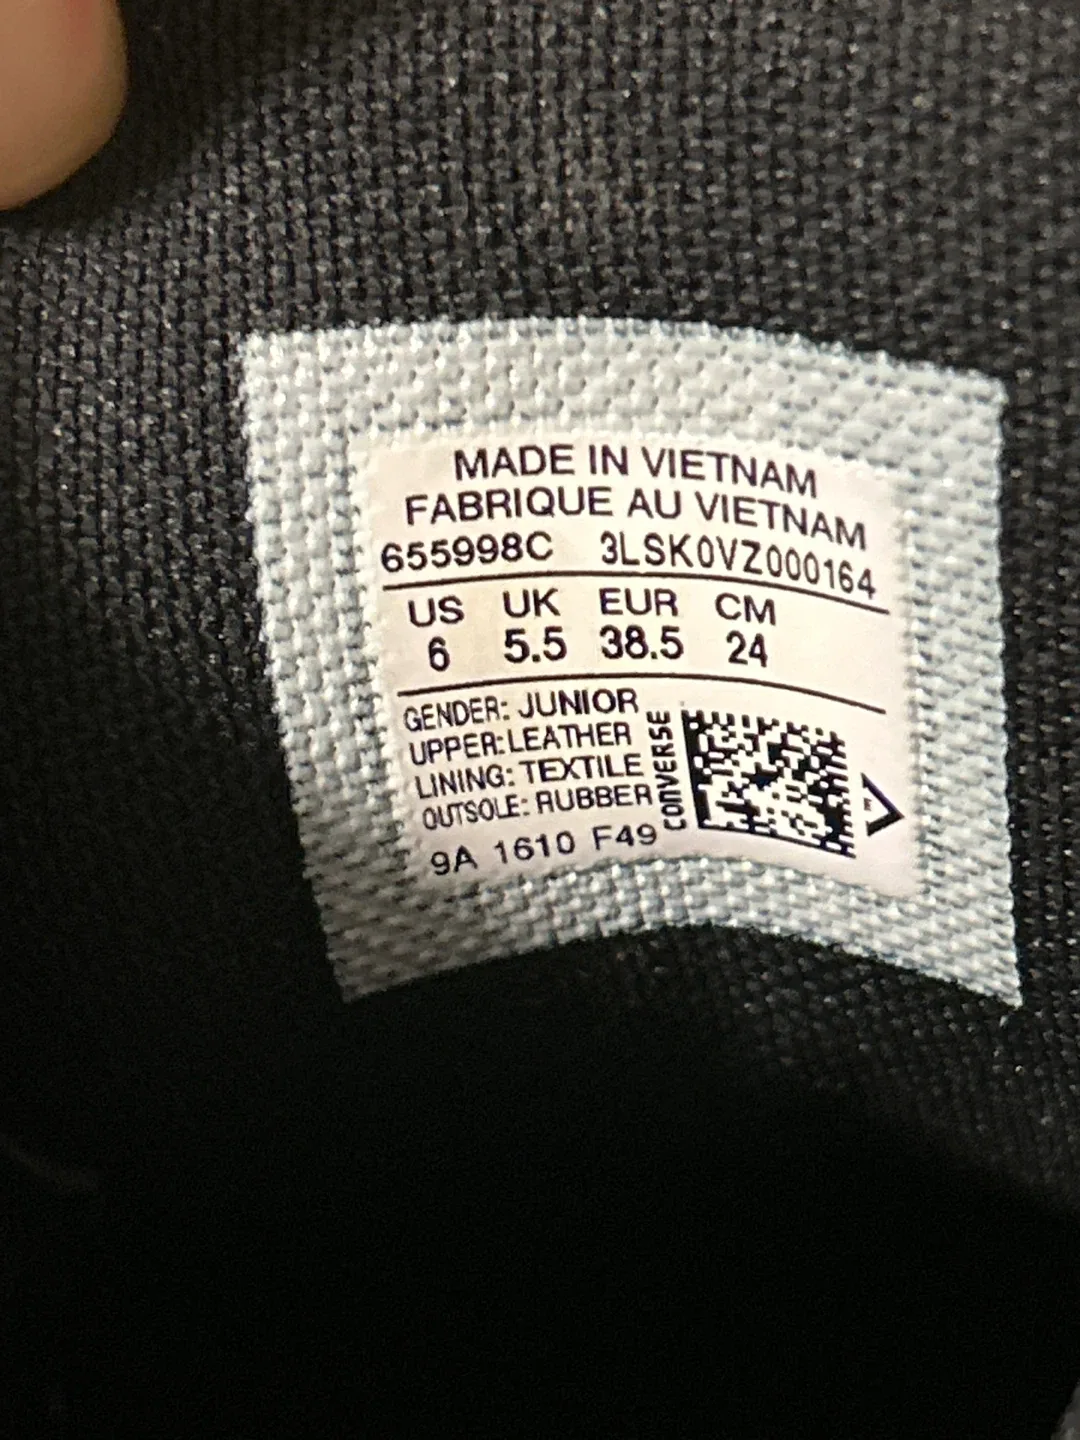 MADE IN VIETNAM
FABRIQUE AU VIETNAM
655998C 3LSK0VZ000164
US UK EUR CM
6 5.5 38.5 24
GENDER: JUNIOR
UPPER:LEATHER
LINING: TEXTILE
OUTSOLE: RUBBER
9A 1610 F49
CONVERSE